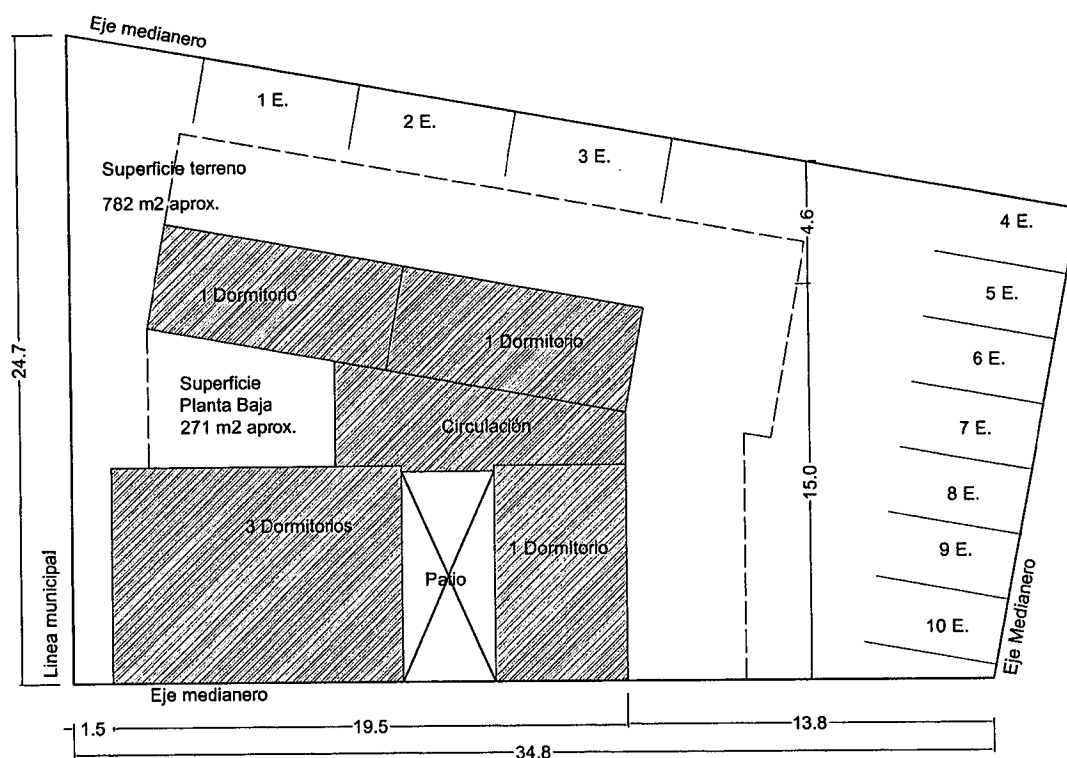 Eje medianero
1 E.
2 E.
3 E.
Superficie terreno
782 m2 aprox.
4.6
4 E.
5 E.
1 Dormitorio
1 Dormitorio
24.7
6 E.
Superficie
Planta Baja
271 m2 aprox.
Circulación
7 E.
15.0
8 E.
3 Dormitorios
1 Dormitorio
9 E.
Patio
10 E.
Linea municipal
Eje Medianero
Eje medianero
1.5
19.5
13.8
34.8